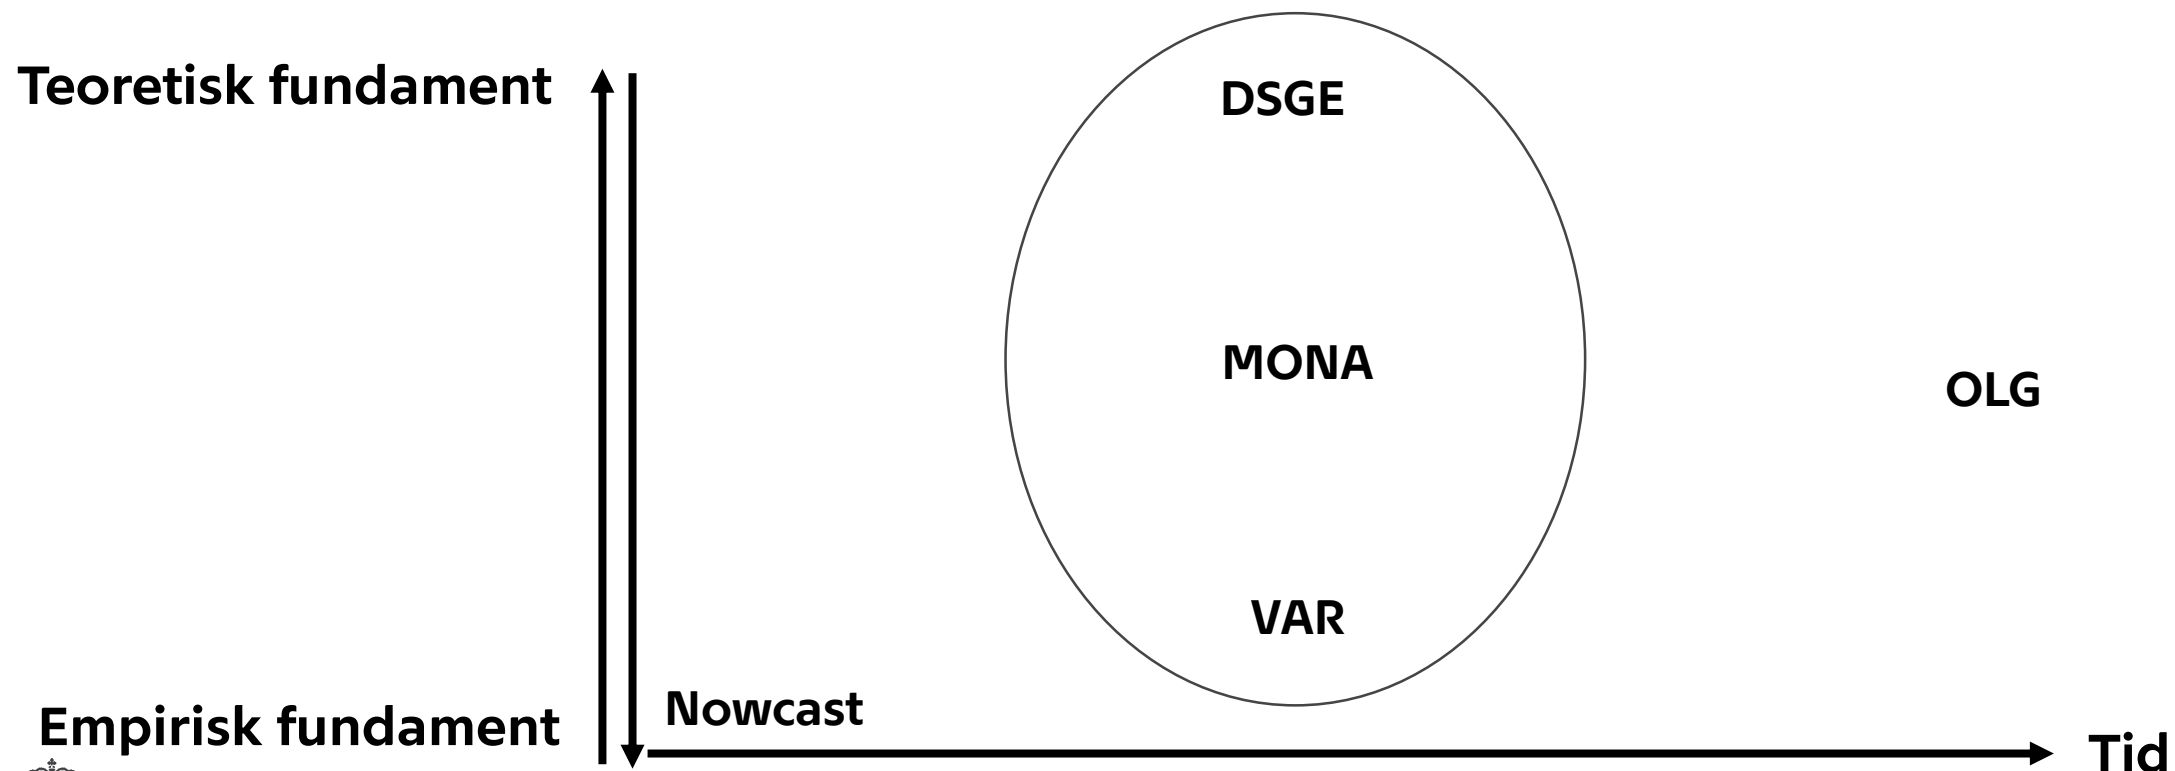 Teoretisk fundament
DSGE
MONA
OLG
VAR
Nowcast
Empirisk fundament
Tid